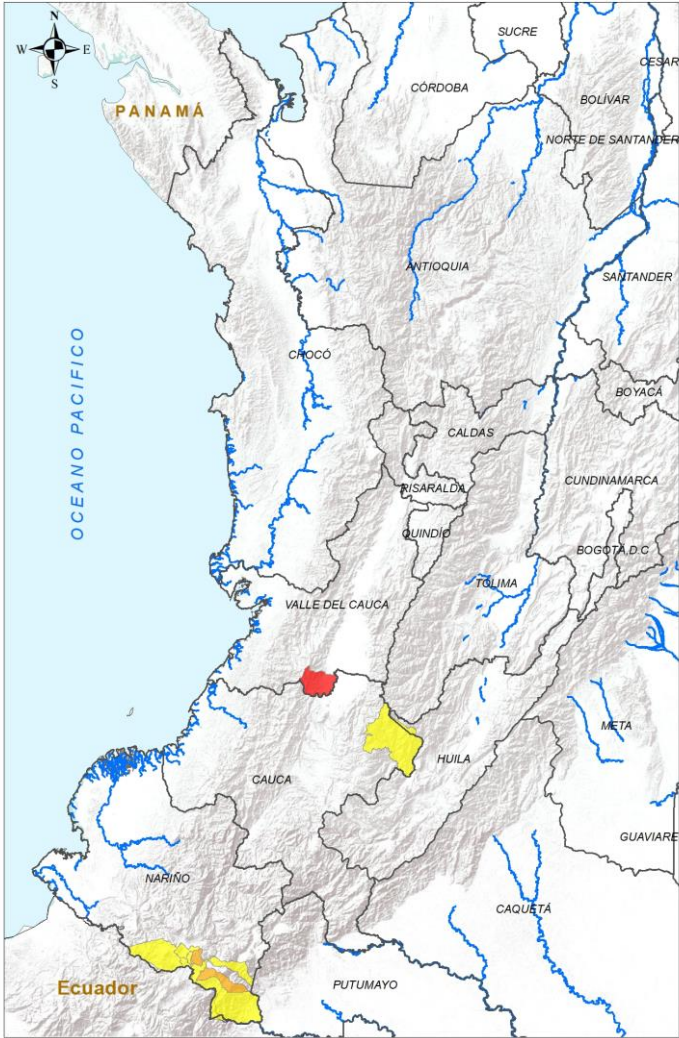 N
W E
S
SUCRE
CESAR
CÓRDOBA
BOLÍVAR
PANAMÁ
NORTE DE SANTANDER
ANTIOQUIA
SANTANDER
OCEANO PACIFICO
CHOCÓ
BOYACÁ
CALDAS
CUNDINAMARCA
RISARALDA
QUINDÍO
BOGOTÁ D.C
TOLIMA
VALLE DEL CAUCA
META
HUILA
CAUCA
GUAVIARE
NARIÑO
CAQUETÁ
Ecuador
PUTUMAYO